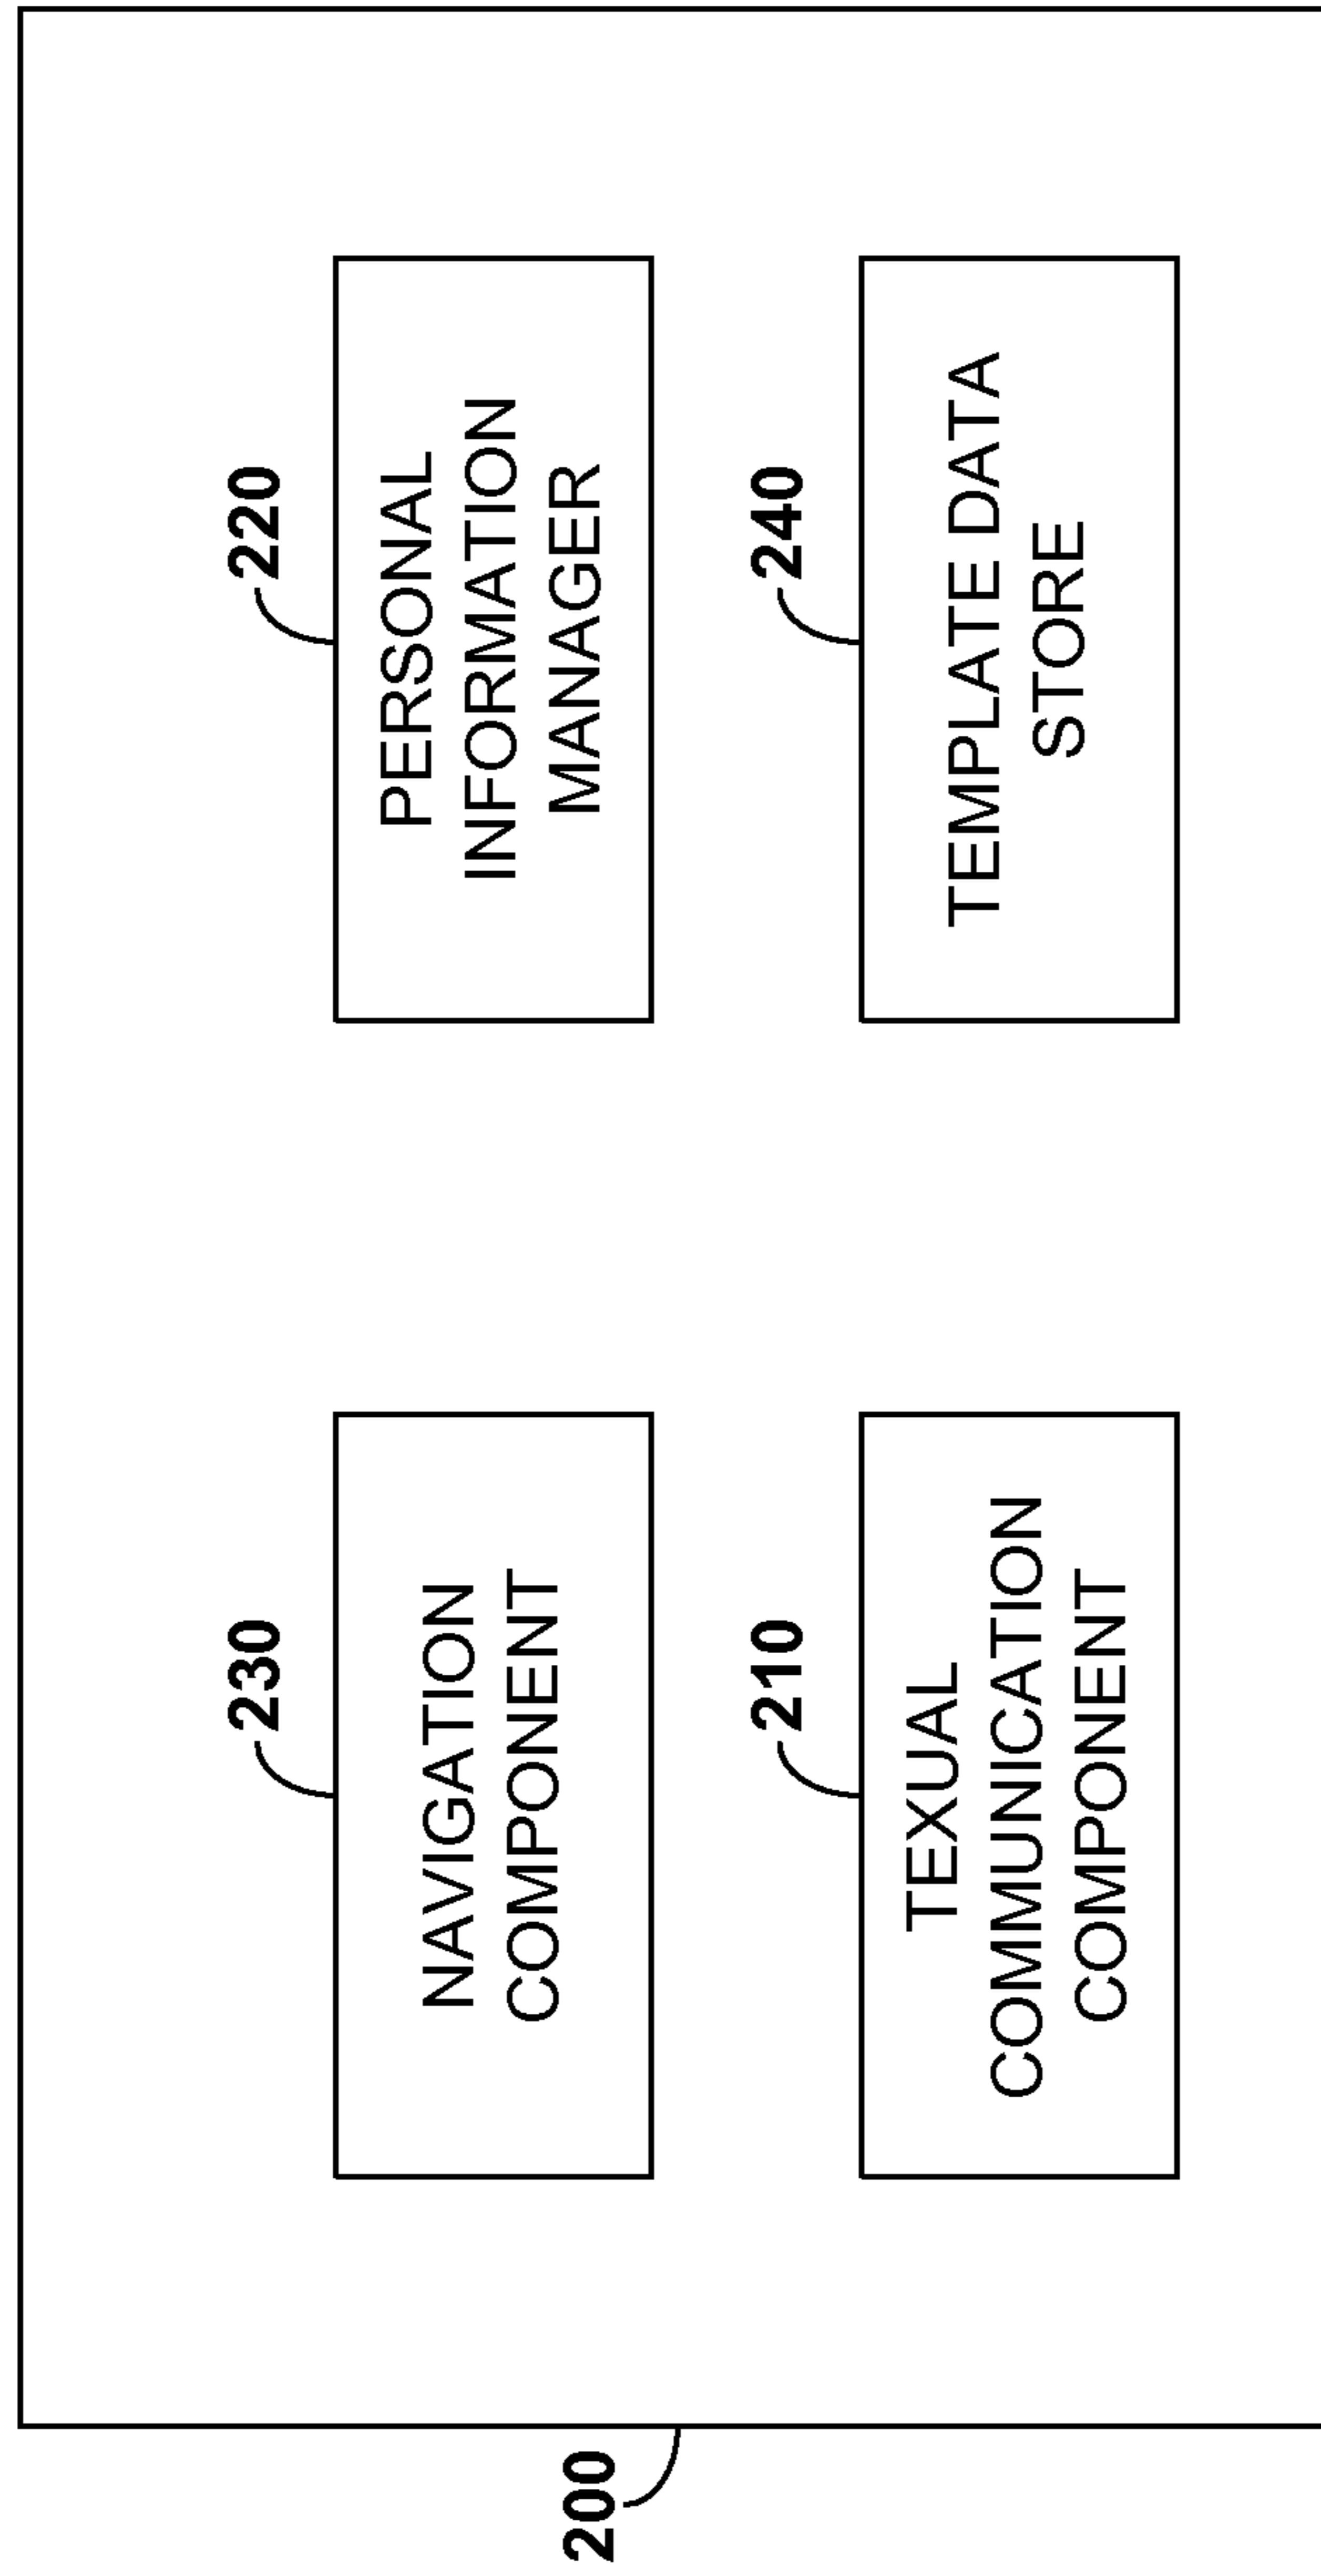 230
NAVIGATION
COMPONENT
220
PERSONAL
INFORMATION
MANAGER
200
210
TEXUAL
COMMUNICATION
COMPONENT
240
TEMPLATE DATA
STORE